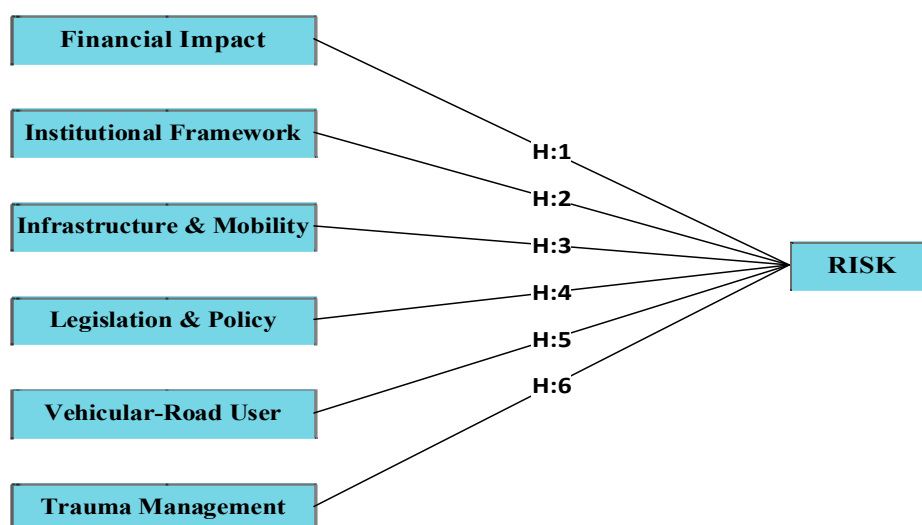 Financial Impact
Institutional Framework
Infrastructure & Mobility
Legislation & Policy
Vehicular-Road User
Trauma Management
H:1
H:2
H:3
H:4
H:5
H:6
RISK